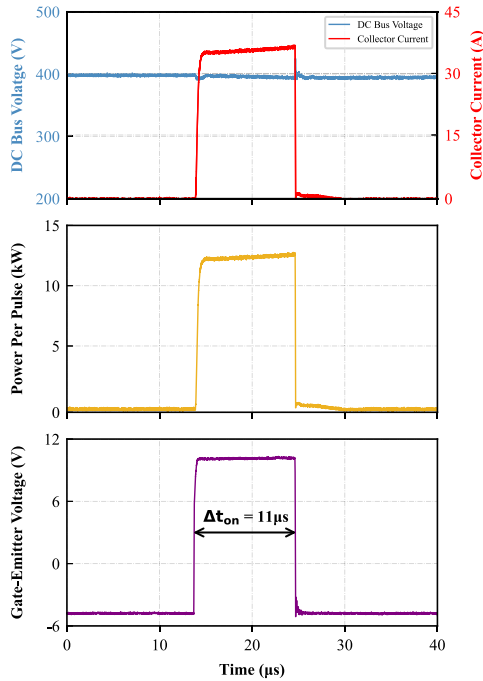 500 45
DC Bus Voltage
Collector Current
400 30
300 15
200 0
DC Bus Volatge (V)
Collector Current (A)
15
10
5
0
Power Per Pulse (kW)
12
6
0
-6
Gate-Emitter Voltage (V)
Δt_on = 11μs
0 10 20 30 40
Time (μs)